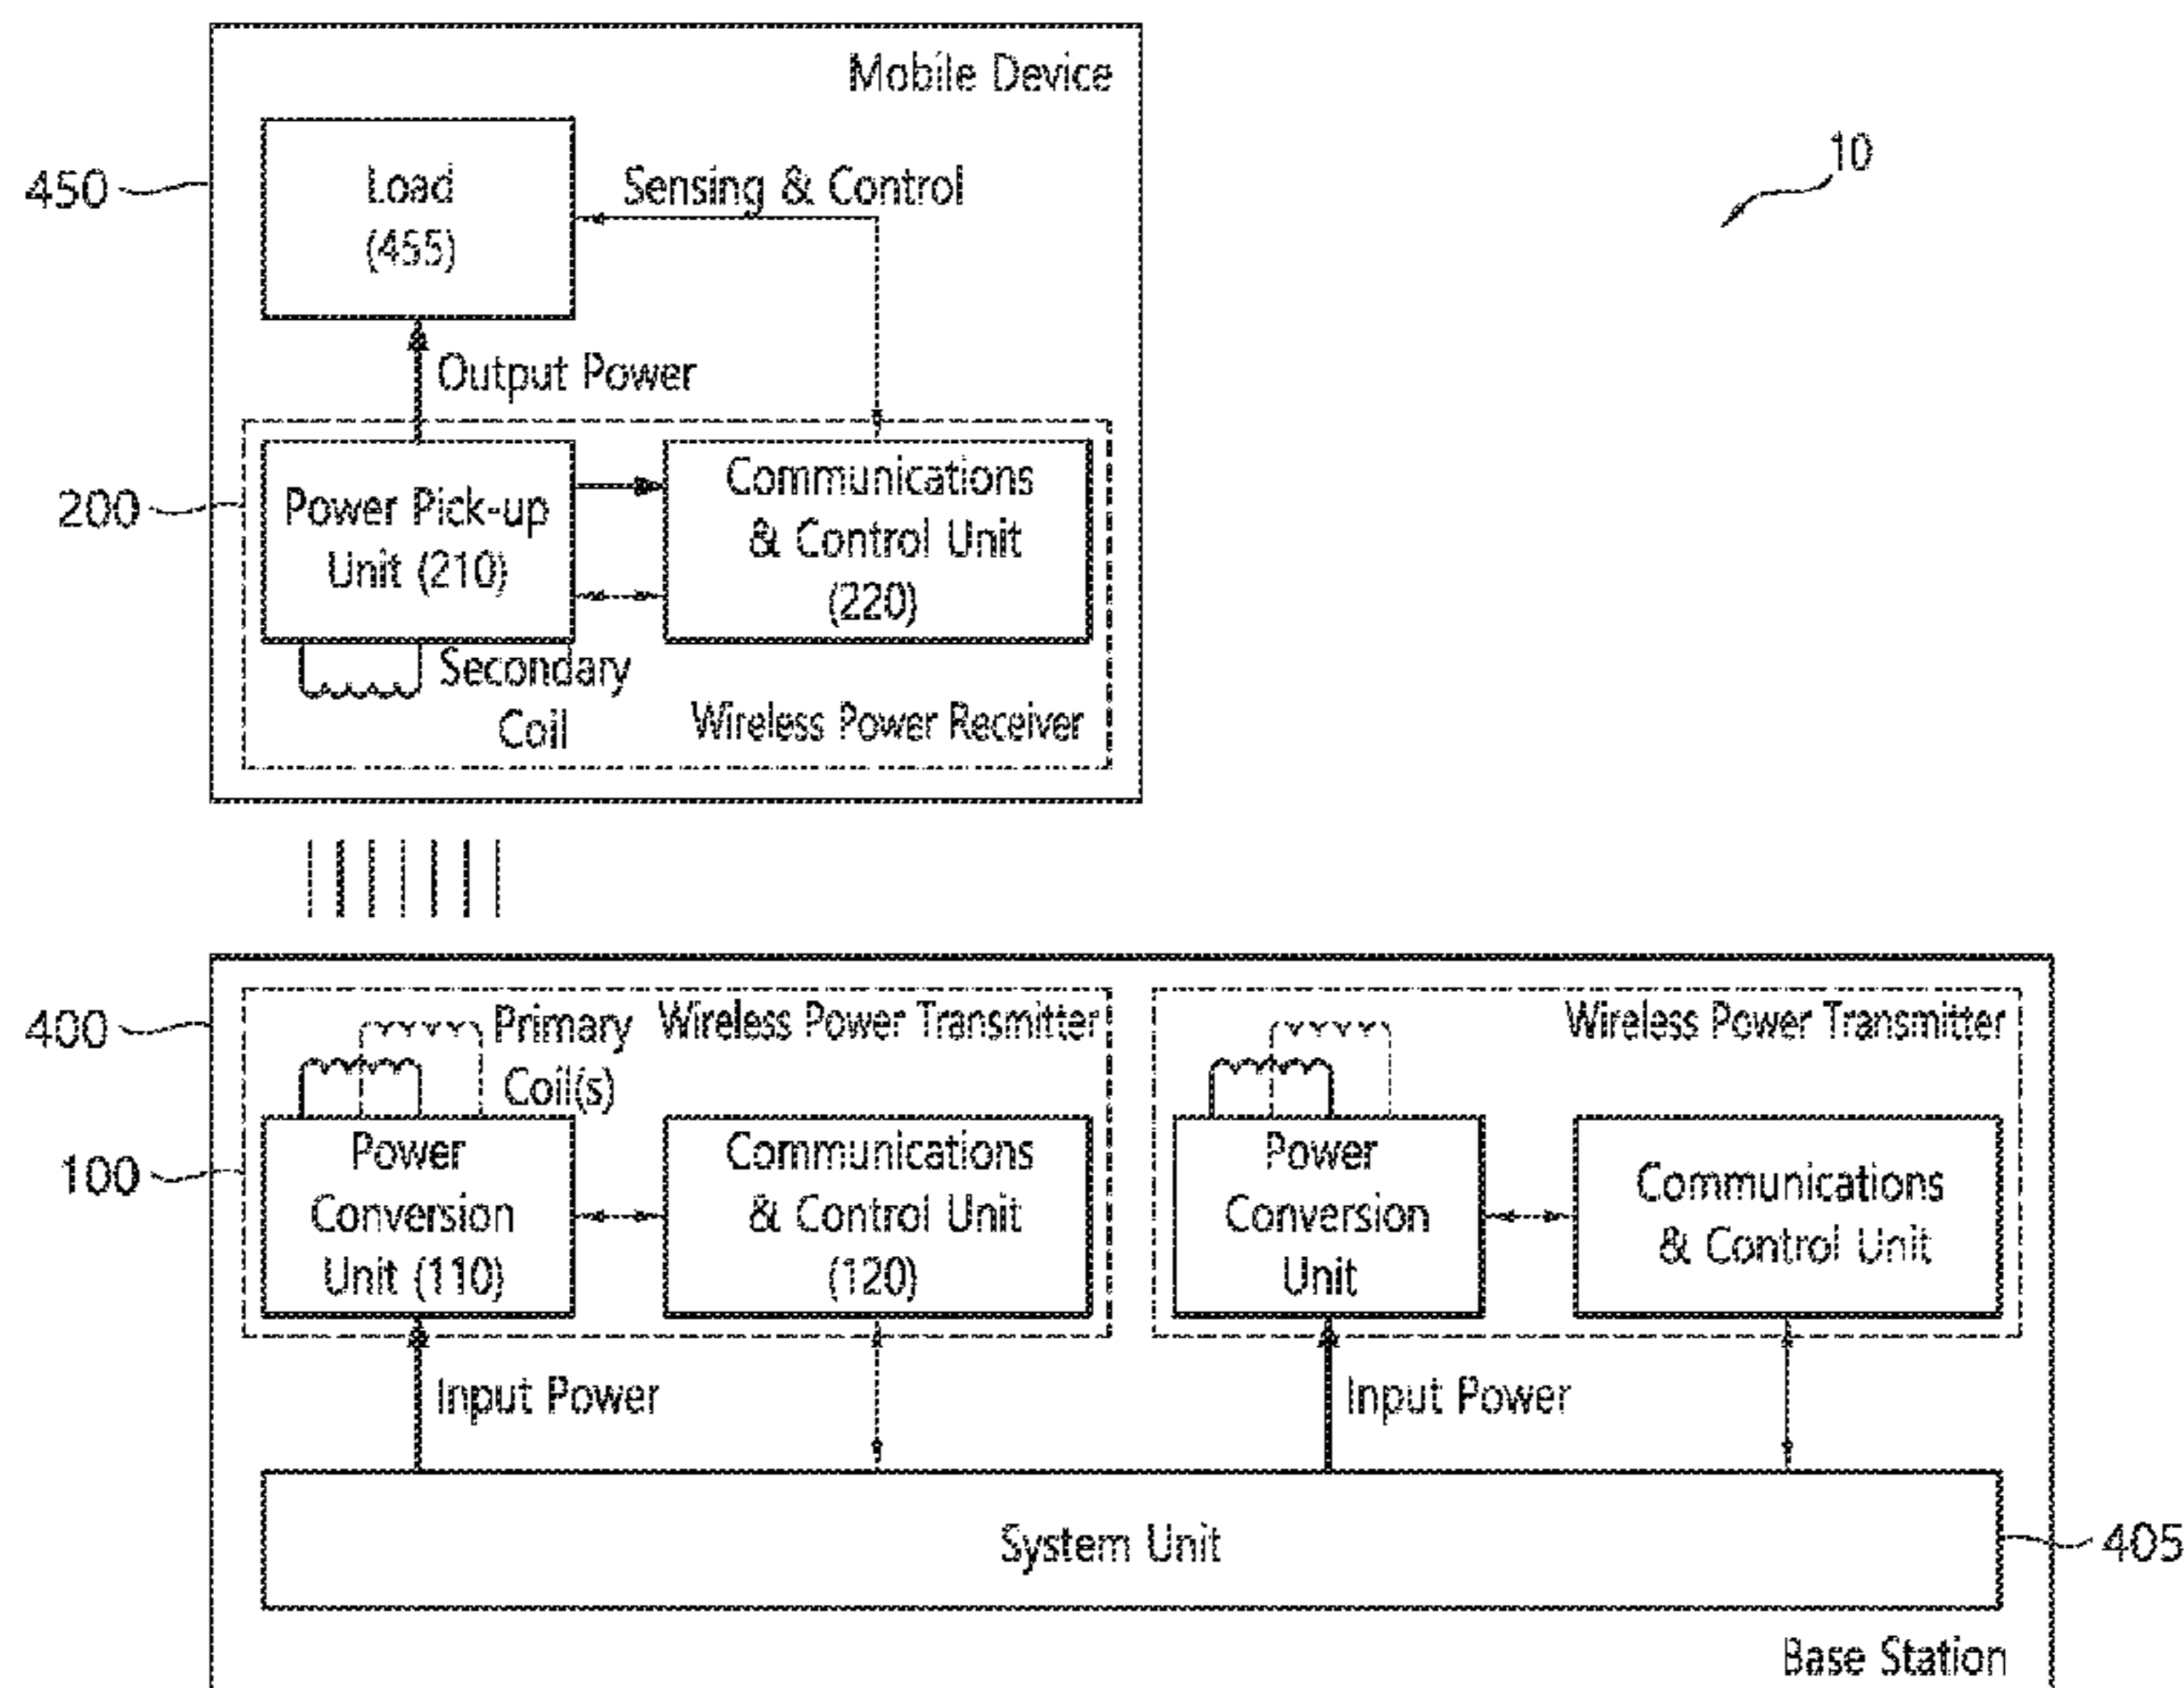 Mobile Device
10
450
Load
(455)
Sensing & Control
Output Power
200
Power Pick-up
Unit (210)
Communications
& Control Unit
(220)
Secondary
Coil
Wireless Power Receiver
400
Primary
Coil(s)
Wireless Power Transmitter
Wireless Power Transmitter
100
Power
Conversion
Unit (110)
Communications
& Control Unit
(120)
Power
Conversion
Unit
Communications
& Control Unit
Input Power
Input Power
System Unit
405
Base Station